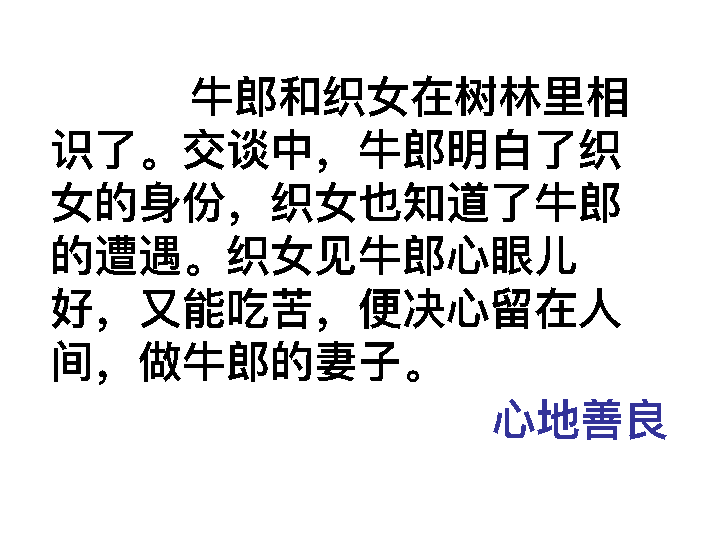 牛郎和织女在树林里相
识了。交谈中，牛郎明白了织
女的身份，织女也知道了牛郎
的遭遇。织女见牛郎心眼儿
好，又能吃苦，便决心留在人
间，做牛郎的妻子。
心地善良